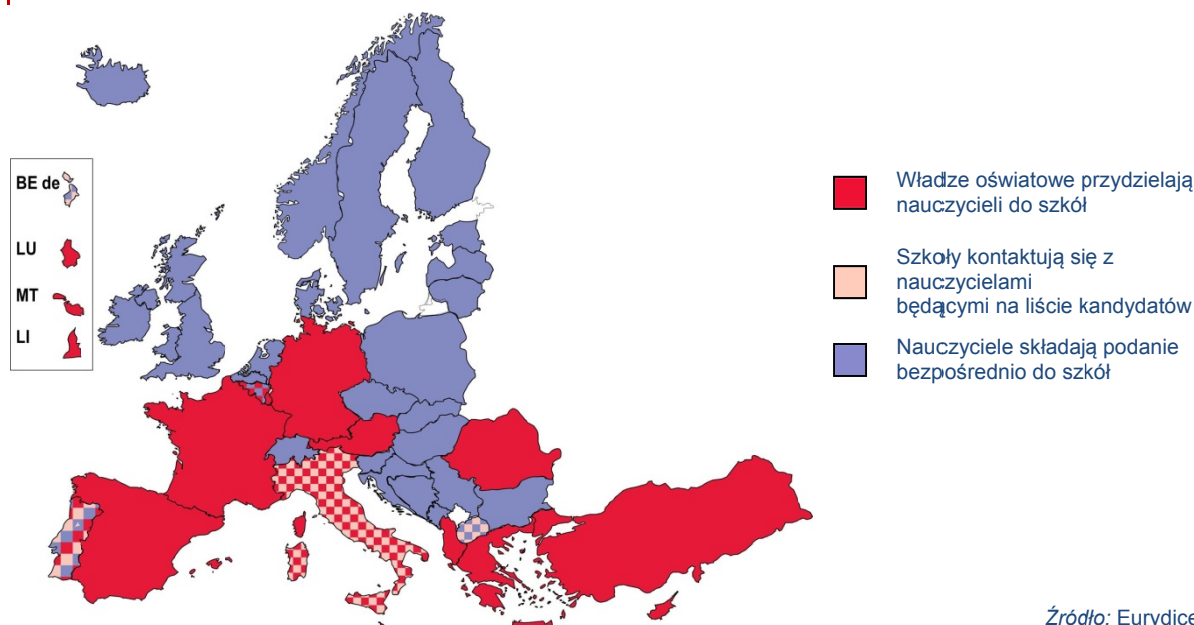 BE de
LU
MT
LI
Władze oświatowe przydzielają
nauczycieli do szkół
Szkoły kontaktują się z
nauczycielami
będącymi na liście kandydatów
Nauczyciele składają podanie
bezpośrednio do szkół
Źródło: Eurydice